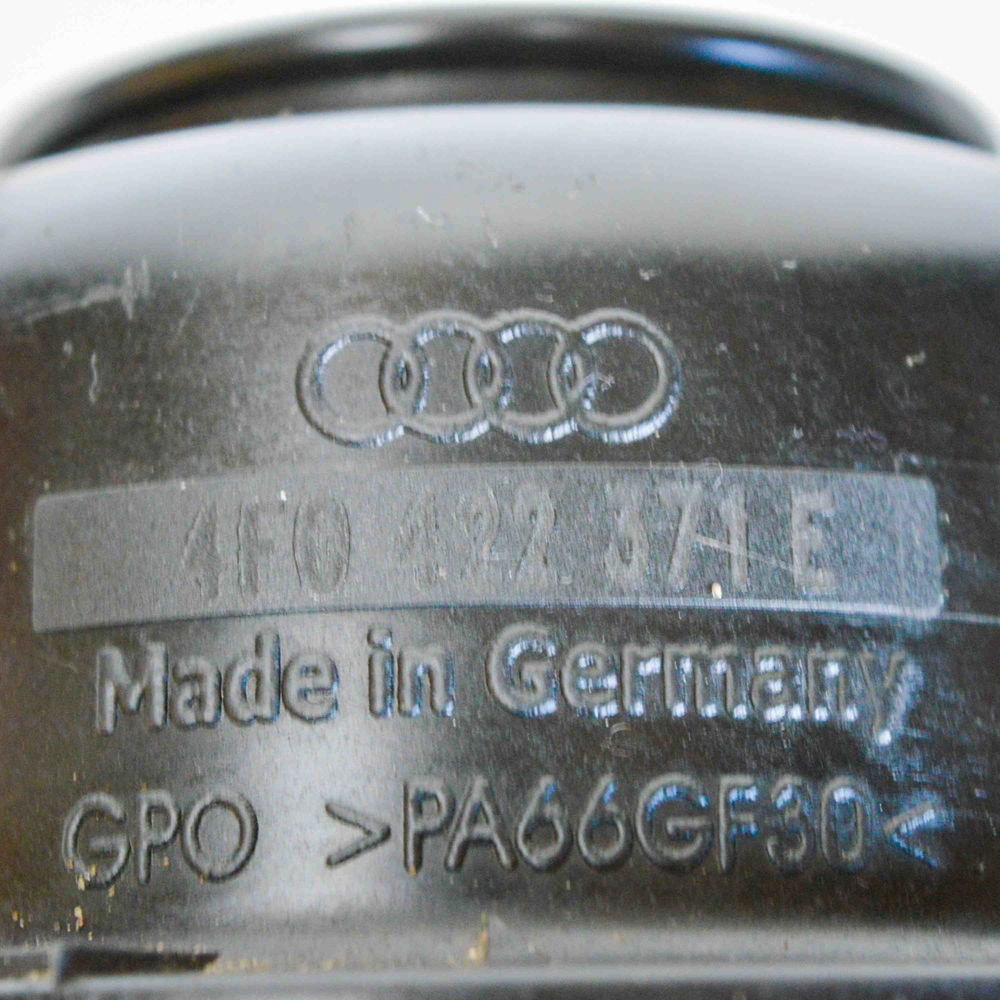 4F0 422 371 E
Made in Germany
GPO >PA66GF30<